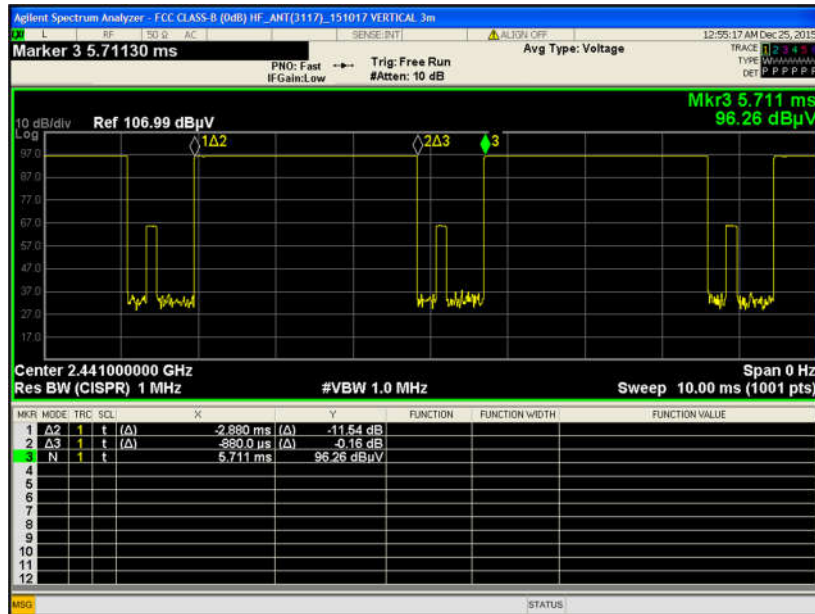 Agilent Spectrum Analyzer - FCC CLASS-B (0dB) HF_ANT(3117)_151017 VERTICAL 3m
L RF 50 Ω AC SENSE:INT ALIGN OFF 12:55:17 AM Dec 25, 2015
Marker 3 5.71130 ms Avg Type: Voltage TRACE 1 2 3 4 5
PNO: Fast Trig: Free Run TYPE
IFGain:Low #Atten: 10 dB DET P P P P P
Mkr3 5.711 ms
10 dB/div Ref 106.99 dBµV 96.26 dBµV
Log
1Δ2 2Δ3 3
97.0
87.0
77.0
67.0
57.0
47.0
37.0
27.0
17.0
Center 2.441000000 GHz Span 0 Hz
Res BW (CISPR) 1 MHz #VBW 1.0 MHz Sweep 10.00 ms (1001 pts)
MKR MODE TRC SCL X Y FUNCTION FUNCTION WIDTH FUNCTION VALUE
1 Δ2 1 t (Δ) -2.880 ms (Δ) -11.54 dB
2 Δ3 1 t (Δ) -880.0 µs (Δ) -0.16 dB
3 N 1 t 5.711 ms 96.26 dBµV
4
5
6
7
8
9
10
11
12
MSG STATUS